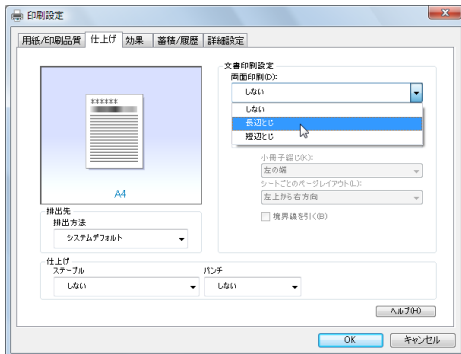 印刷設定
用紙/印刷品質 仕上げ 効果 蓄積/履歴 詳細設定
文書印刷設定
両面印刷(D):
しない
しない
長辺とじ
短辺とじ
小冊子綴じ(K):
左の端
シートごとのページレイアウト(L):
左上から右方向
境界線を引く(B)
A4
排出先
排出方法
システムデフォルト
仕上げ
ステープル パンチ
しない しない
ヘルプ(H)
OK キャンセル